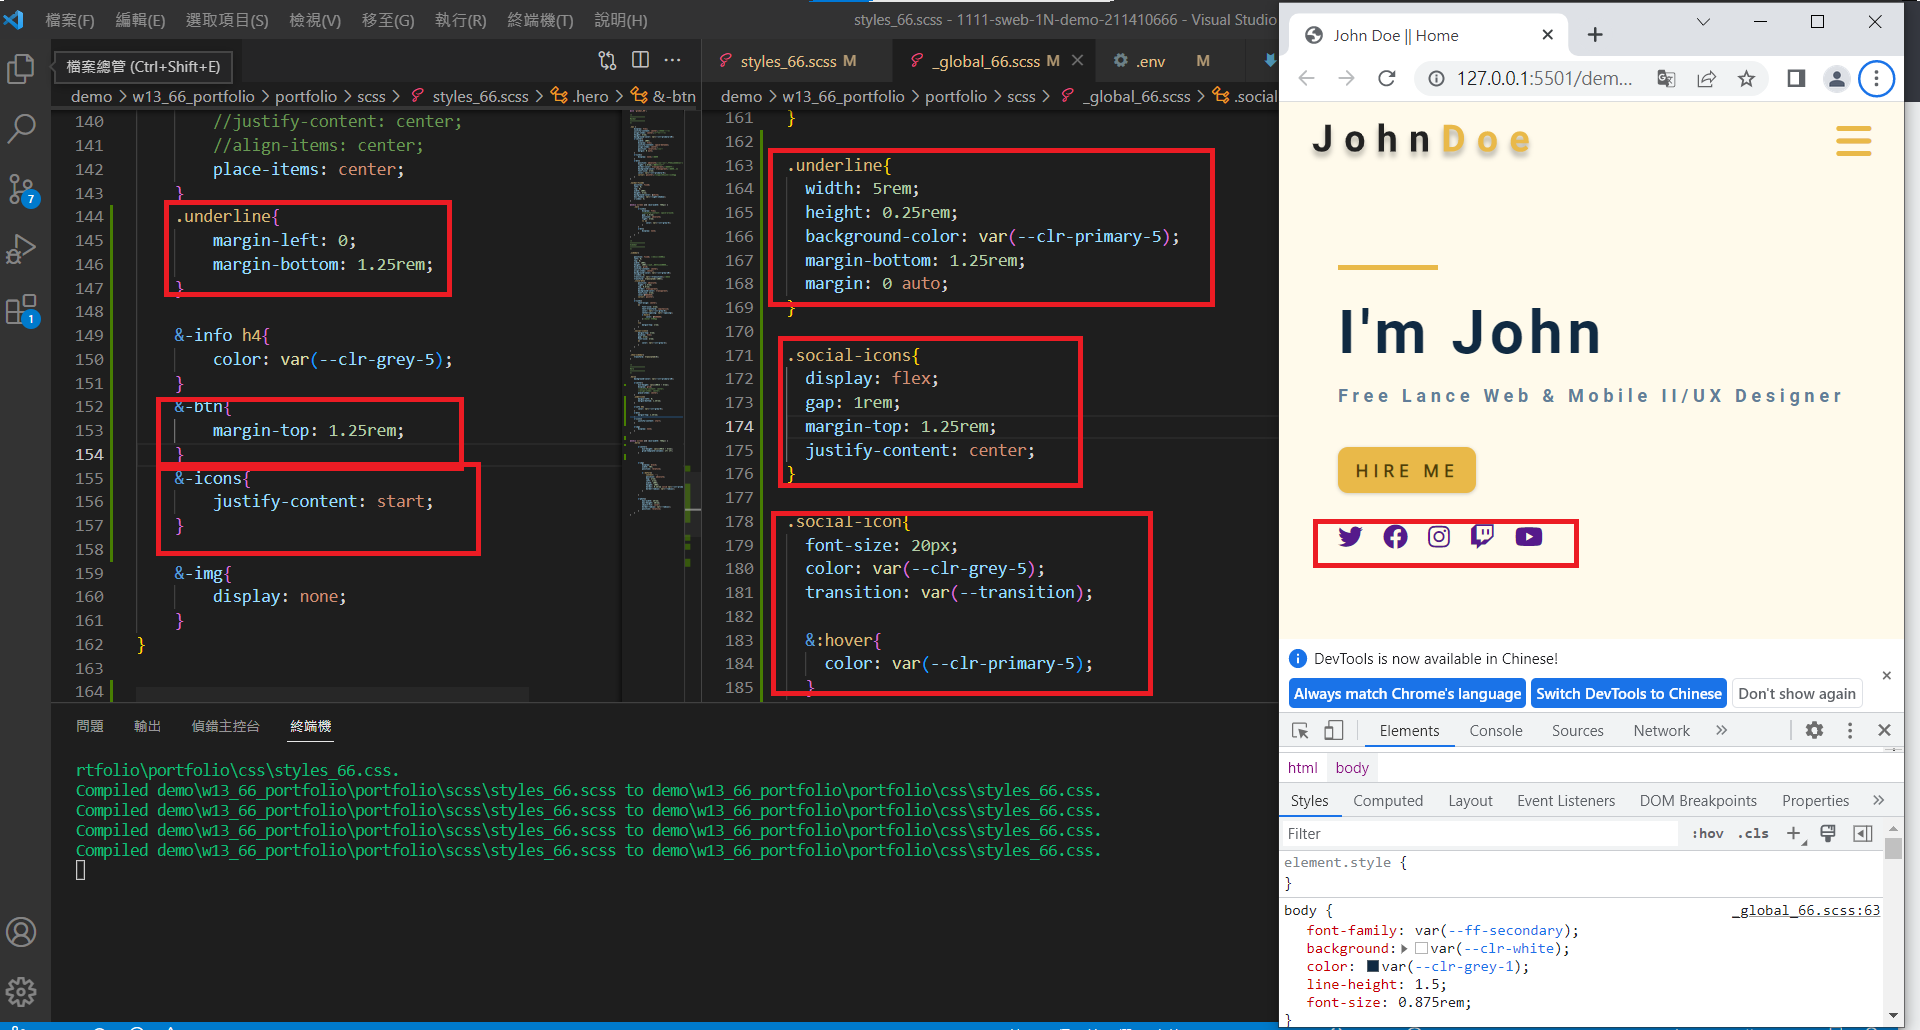 檔案(F) 編輯(E) 選取項目(S) 檢視(V) 移至(G) 執行(R) 終端機(T) 說明(H) styles_66.scss - 1111-sweb-1N-demo-211410666 - Visual Studio
檔案總管 (Ctrl+Shift+E)
demo > w13_66_portfolio > portfolio > scss > styles_66.scss > .hero > &-btn
140 //justify-content: center;
141 //align-items: center;
142 place-items: center;
143 }
144 .underline{
145 margin-left: 0;
146 margin-bottom: 1.25rem;
147 }
148
149 &-info h4{
150 color: var(--clr-grey-5);
151 }
152 &-btn{
153 margin-top: 1.25rem;
154 }
155 &-icons{
156 justify-content: start;
157 }
158
159 &-img{
160 display: none;
161 }
162 }
163
164
styles_66.scss M _global_66.scss M .env M
demo > w13_66_portfolio > portfolio > scss > _global_66.scss > .social
161 }
162
163 .underline{
164 width: 5rem;
165 height: 0.25rem;
166 background-color: var(--clr-primary-5);
167 margin-bottom: 1.25rem;
168 margin: 0 auto;
169 }
170
171 .social-icons{
172 display: flex;
173 gap: 1rem;
174 margin-top: 1.25rem;
175 justify-content: center;
176 }
177
178 .social-icon{
179 font-size: 20px;
180 color: var(--clr-grey-5);
181 transition: var(--transition);
182
183 &:hover{
184 color: var(--clr-primary-5);
185 }
7
1
問題 輸出 偵錯主控台 終端機
rtfolio\portfolio\css\styles_66.css.
Compiled demo\w13_66_portfolio\portfolio\scss\styles_66.scss to demo\w13_66_portfolio\portfolio\css\styles_66.css.
Compiled demo\w13_66_portfolio\portfolio\scss\styles_66.scss to demo\w13_66_portfolio\portfolio\css\styles_66.css.
Compiled demo\w13_66_portfolio\portfolio\scss\styles_66.scss to demo\w13_66_portfolio\portfolio\css\styles_66.css.
Compiled demo\w13_66_portfolio\portfolio\scss\styles_66.scss to demo\w13_66_portfolio\portfolio\css\styles_66.css.
John Doe || Home
127.0.0.1:5501/dem...
JohnDoe
I'm John
Free Lance Web & Mobile II/UX Designer
HIRE ME
DevTools is now available in Chinese!
Always match Chrome's language Switch DevTools to Chinese Don't show again
Elements Console Sources Network
html body
Styles Computed Layout Event Listeners DOM Breakpoints Properties
Filter :hov .cls
element.style {
}
body { _global_66.scss:63
font-family: var(--ff-secondary);
background: var(--clr-white);
color: var(--clr-grey-1);
line-height: 1.5;
font-size: 0.875rem;
}